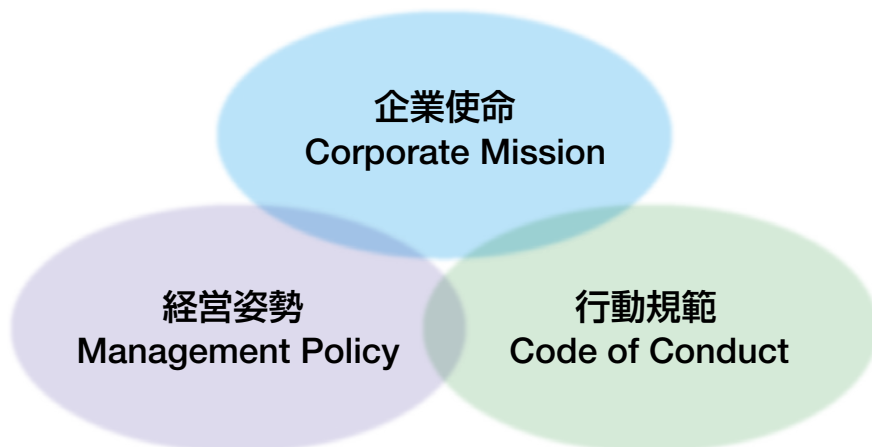 企業使命
Corporate Mission
経営姿勢
Management Policy
行動規範
Code of Conduct